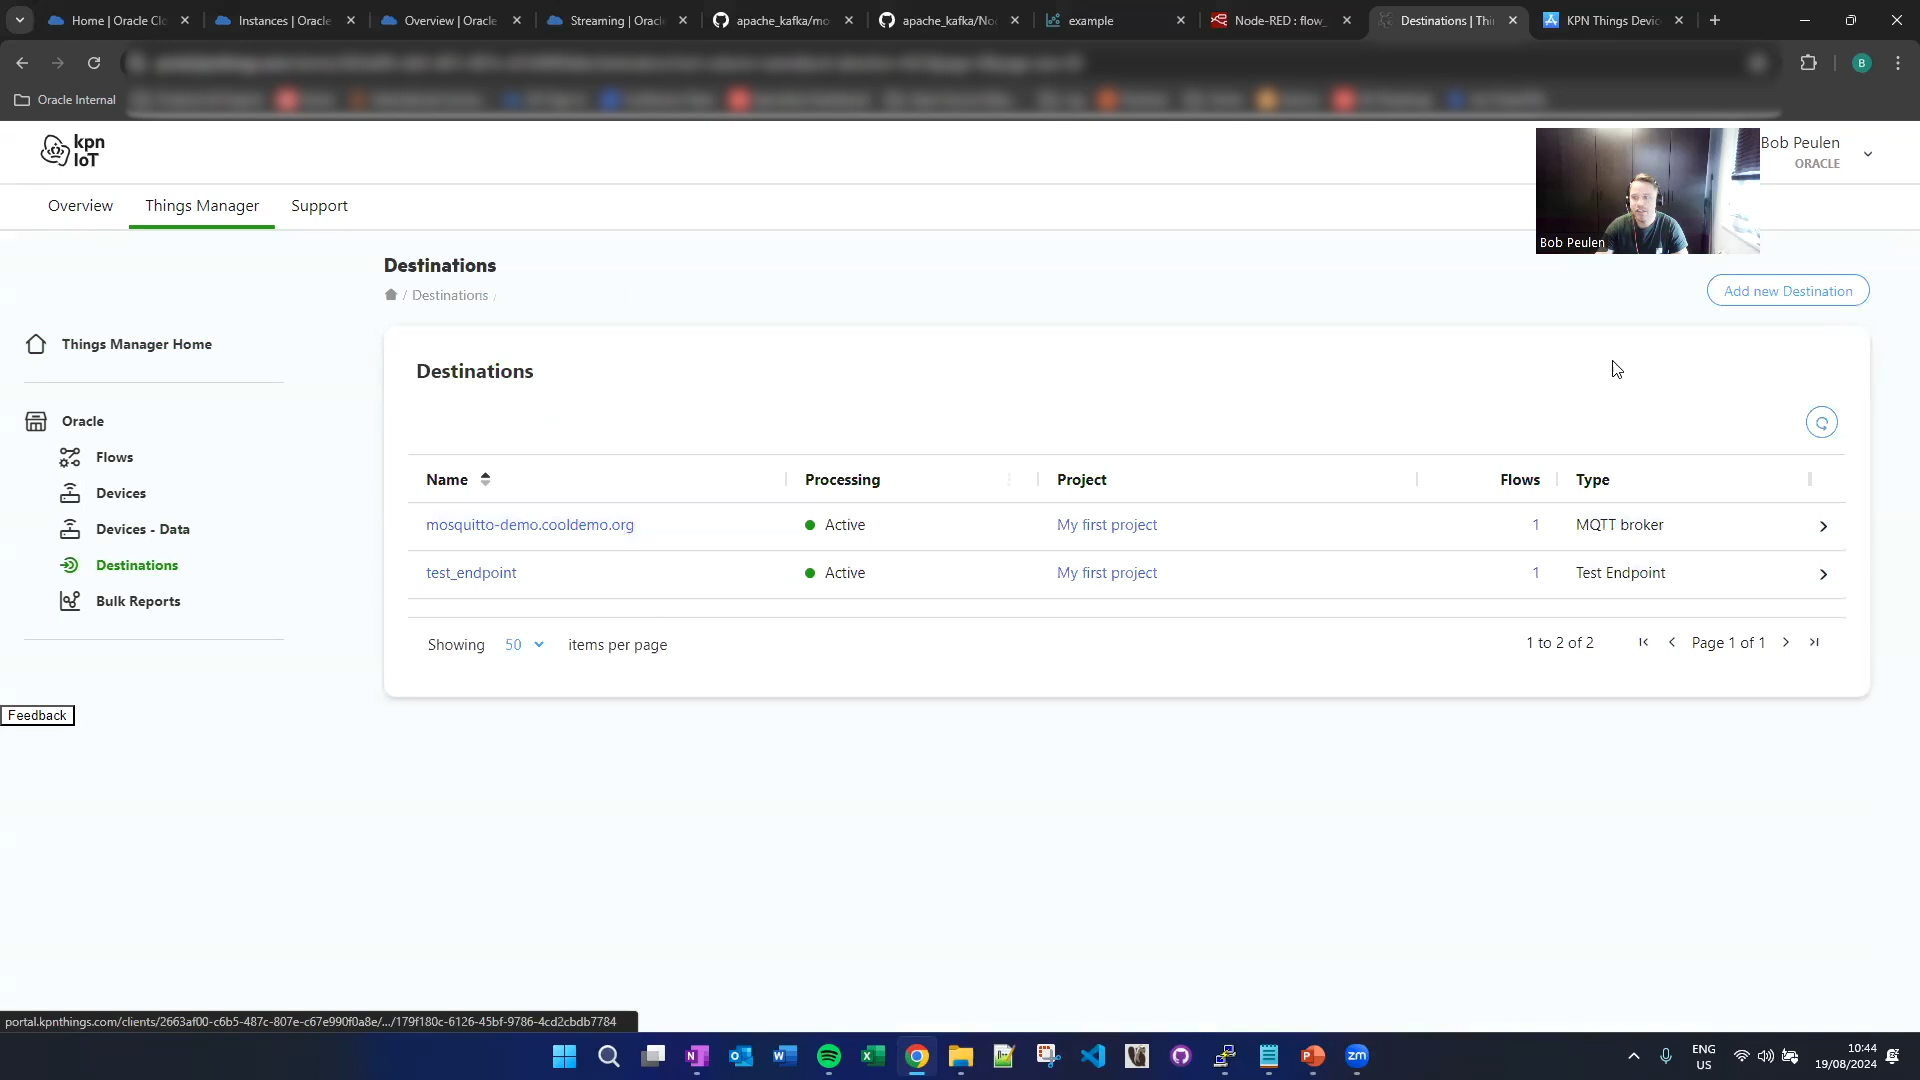 Home | Oracle Clo
Instances | Oracle
Overview | Oracle
Streaming | Oracl
apache_kafka/mo
apache_kafka/No
example
Node-RED : flow_
Destinations | Thi
KPN Things Devic
B
Oracle Internal
kpn
IoT
Bob Peulen
ORACLE
Overview
Things Manager
Support
Bob Peulen
Destinations
/ Destinations /
Add new Destination
Things Manager Home
Destinations
Oracle
Flows
Devices
Devices - Data
Destinations
Bulk Reports
Name
Processing
Project
Flows
Type
mosquitto-demo.cooldemo.org
Active
My first project
1
MQTT broker
test_endpoint
Active
My first project
1
Test Endpoint
Showing 50 items per page
1 to 2 of 2
Page 1 of 1
Feedback
portal.kpnthings.com/clients/2663af00-c6b5-487c-807e-c67e990f0a8e/.../179f180c-6126-45bf-9786-4cd2cbdb7784
ENG
US
10:44
19/08/2024